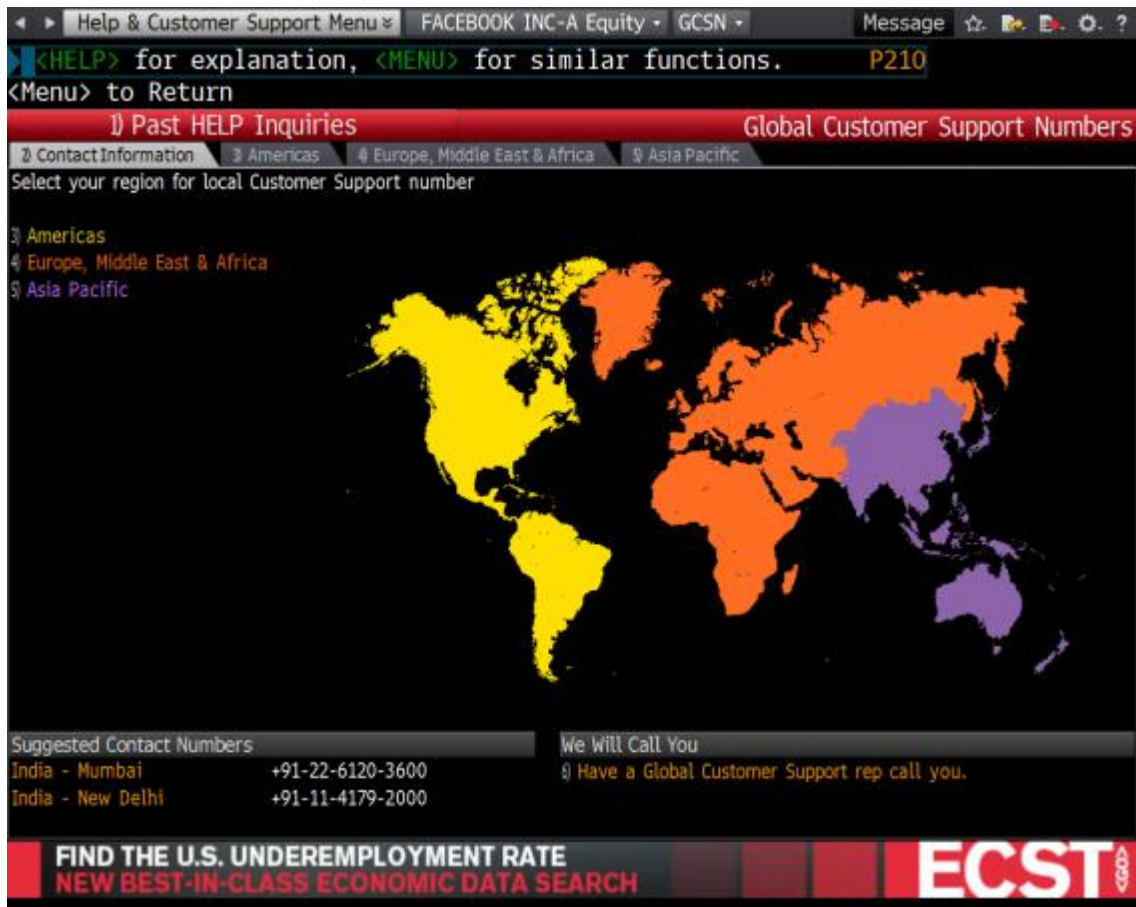 Help & Customer Support Menu FACEBOOK INC-A Equity GCSN Message ?
<HELP> for explanation, <MENU> for similar functions. P210
<Menu> to Return
1) Past HELP Inquiries Global Customer Support Numbers
2) Contact Information 3) Americas 4) Europe, Middle East & Africa 5) Asia Pacific
Select your region for local Customer Support number
3) Americas
4) Europe, Middle East & Africa
5) Asia Pacific
Suggested Contact Numbers We Will Call You
India - Mumbai +91-22-6120-3600 6) Have a Global Customer Support rep call you.
India - New Delhi +91-11-4179-2000
FIND THE U.S. UNDEREMPLOYMENT RATE
NEW BEST-IN-CLASS ECONOMIC DATA SEARCH
ECST